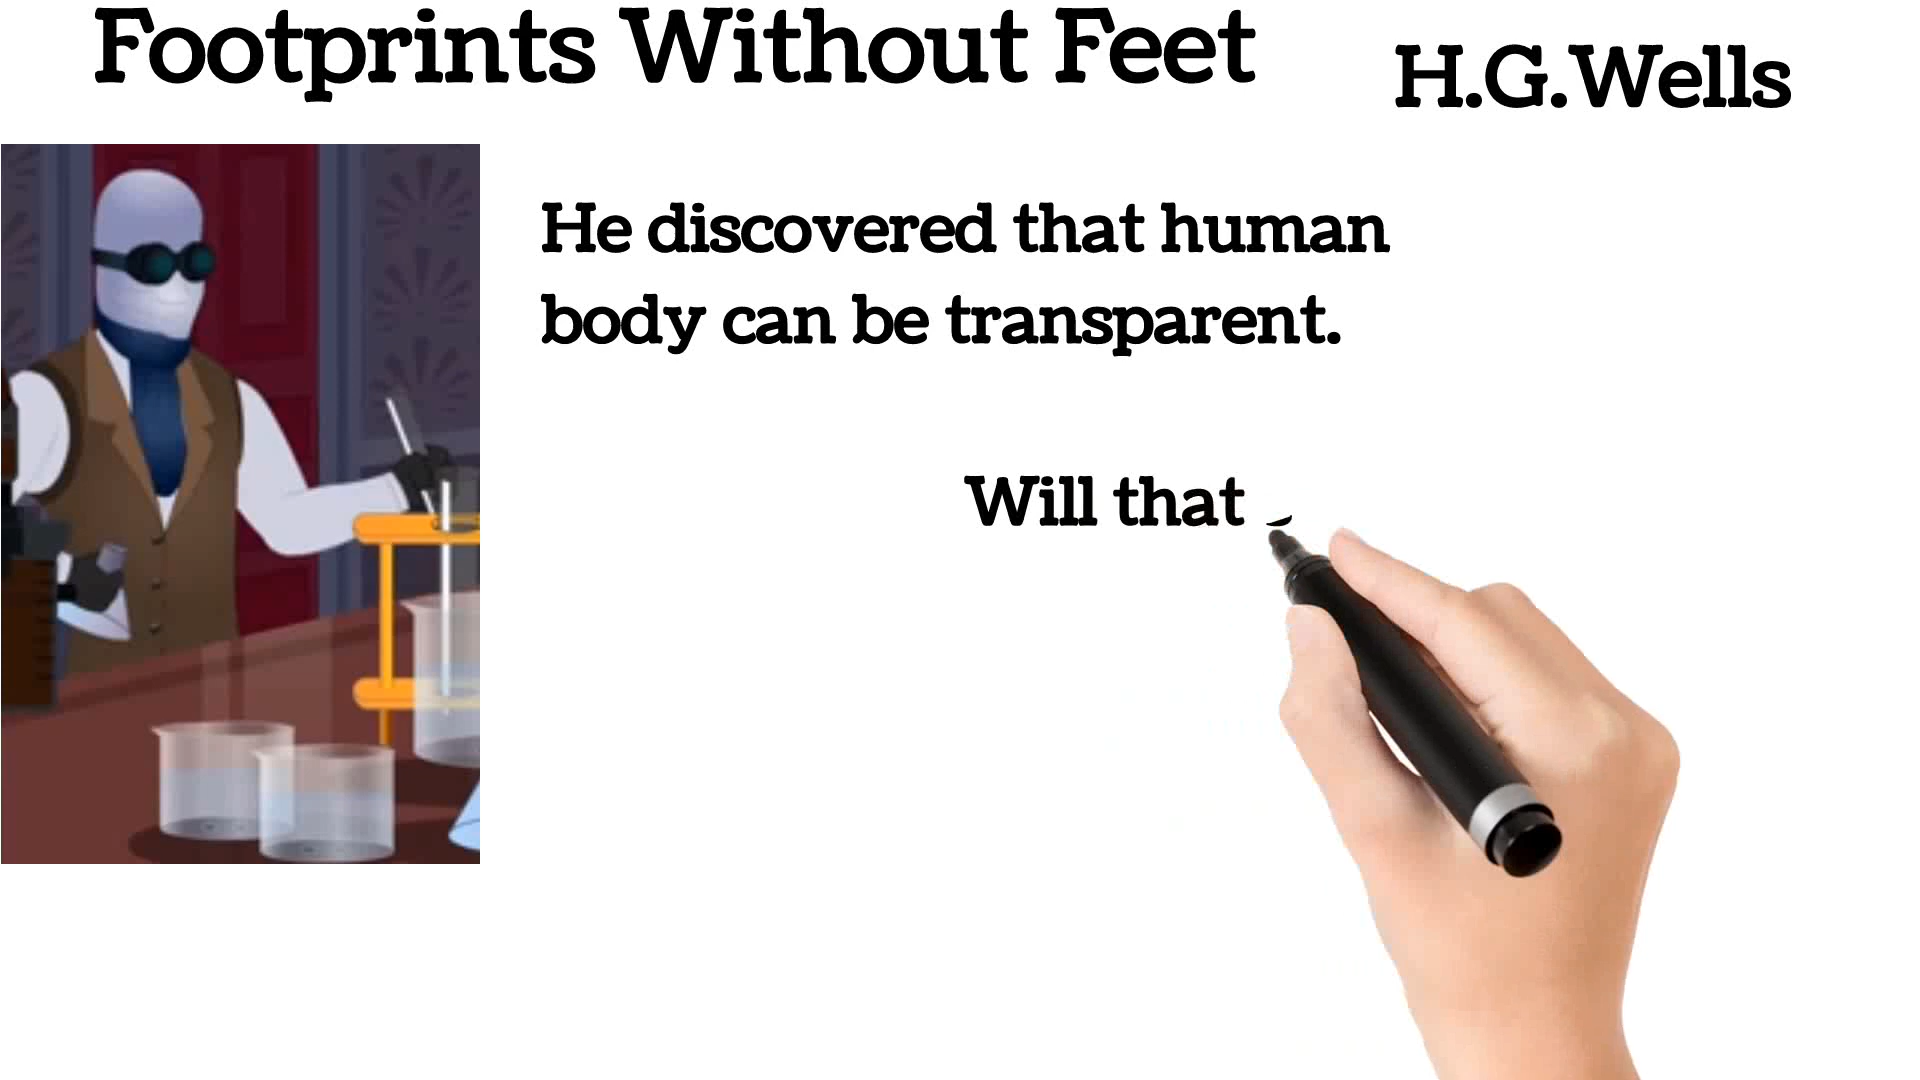 Footprints Without Feet
H.G.Wells
He discovered that human
body can be transparent.
Will that